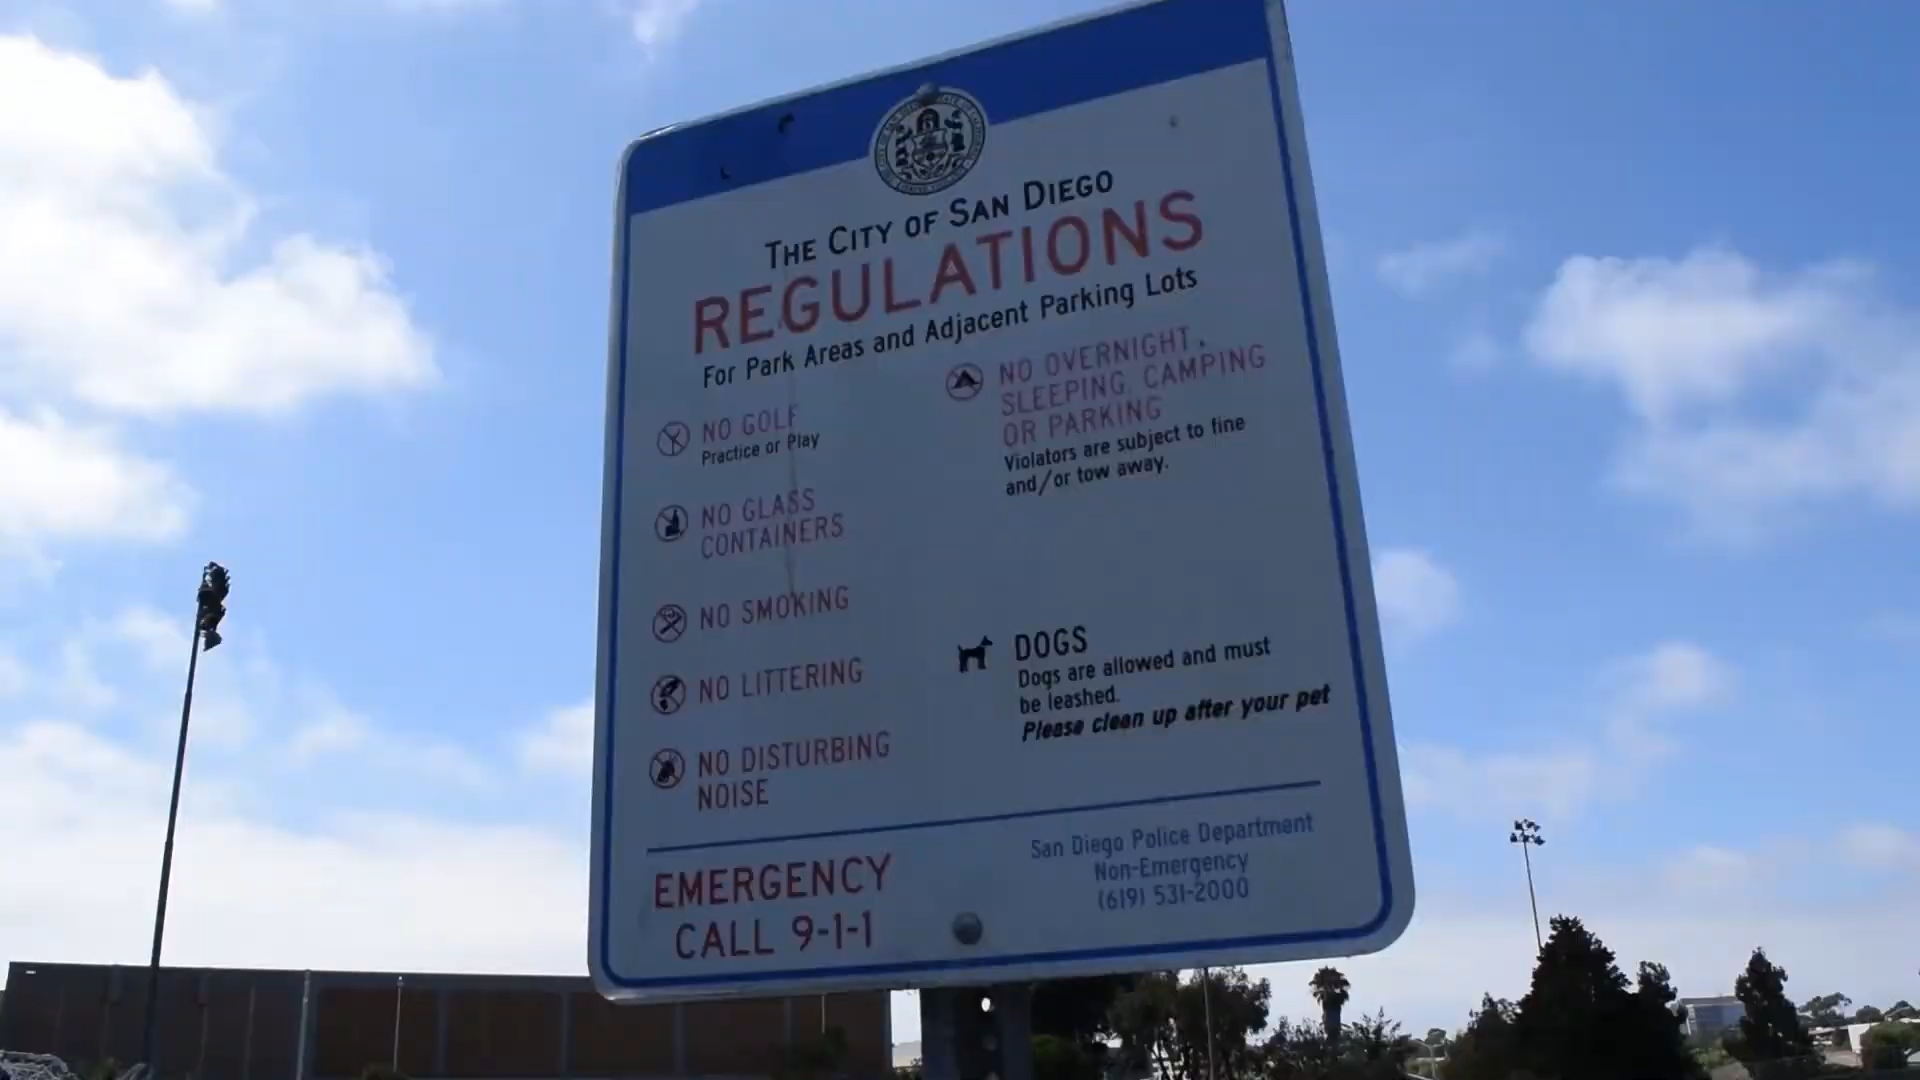 THE CITY OF SAN DIEGO
REGULATIONS
For Park Areas and Adjacent Parking Lots
NO GOLF
Practice or Play
NO GLASS
CONTAINERS
NO SMOKING
NO LITTERING
NO DISTURBING
NOISE
NO OVERNIGHT,
SLEEPING, CAMPING
OR PARKING
Violators are subject to fine
and/or tow away.
DOGS
Dogs are allowed and must
be leashed.
Please clean up after your pet
EMERGENCY
CALL 9-1-1
San Diego Police Department
Non-Emergency
(619) 531-2000